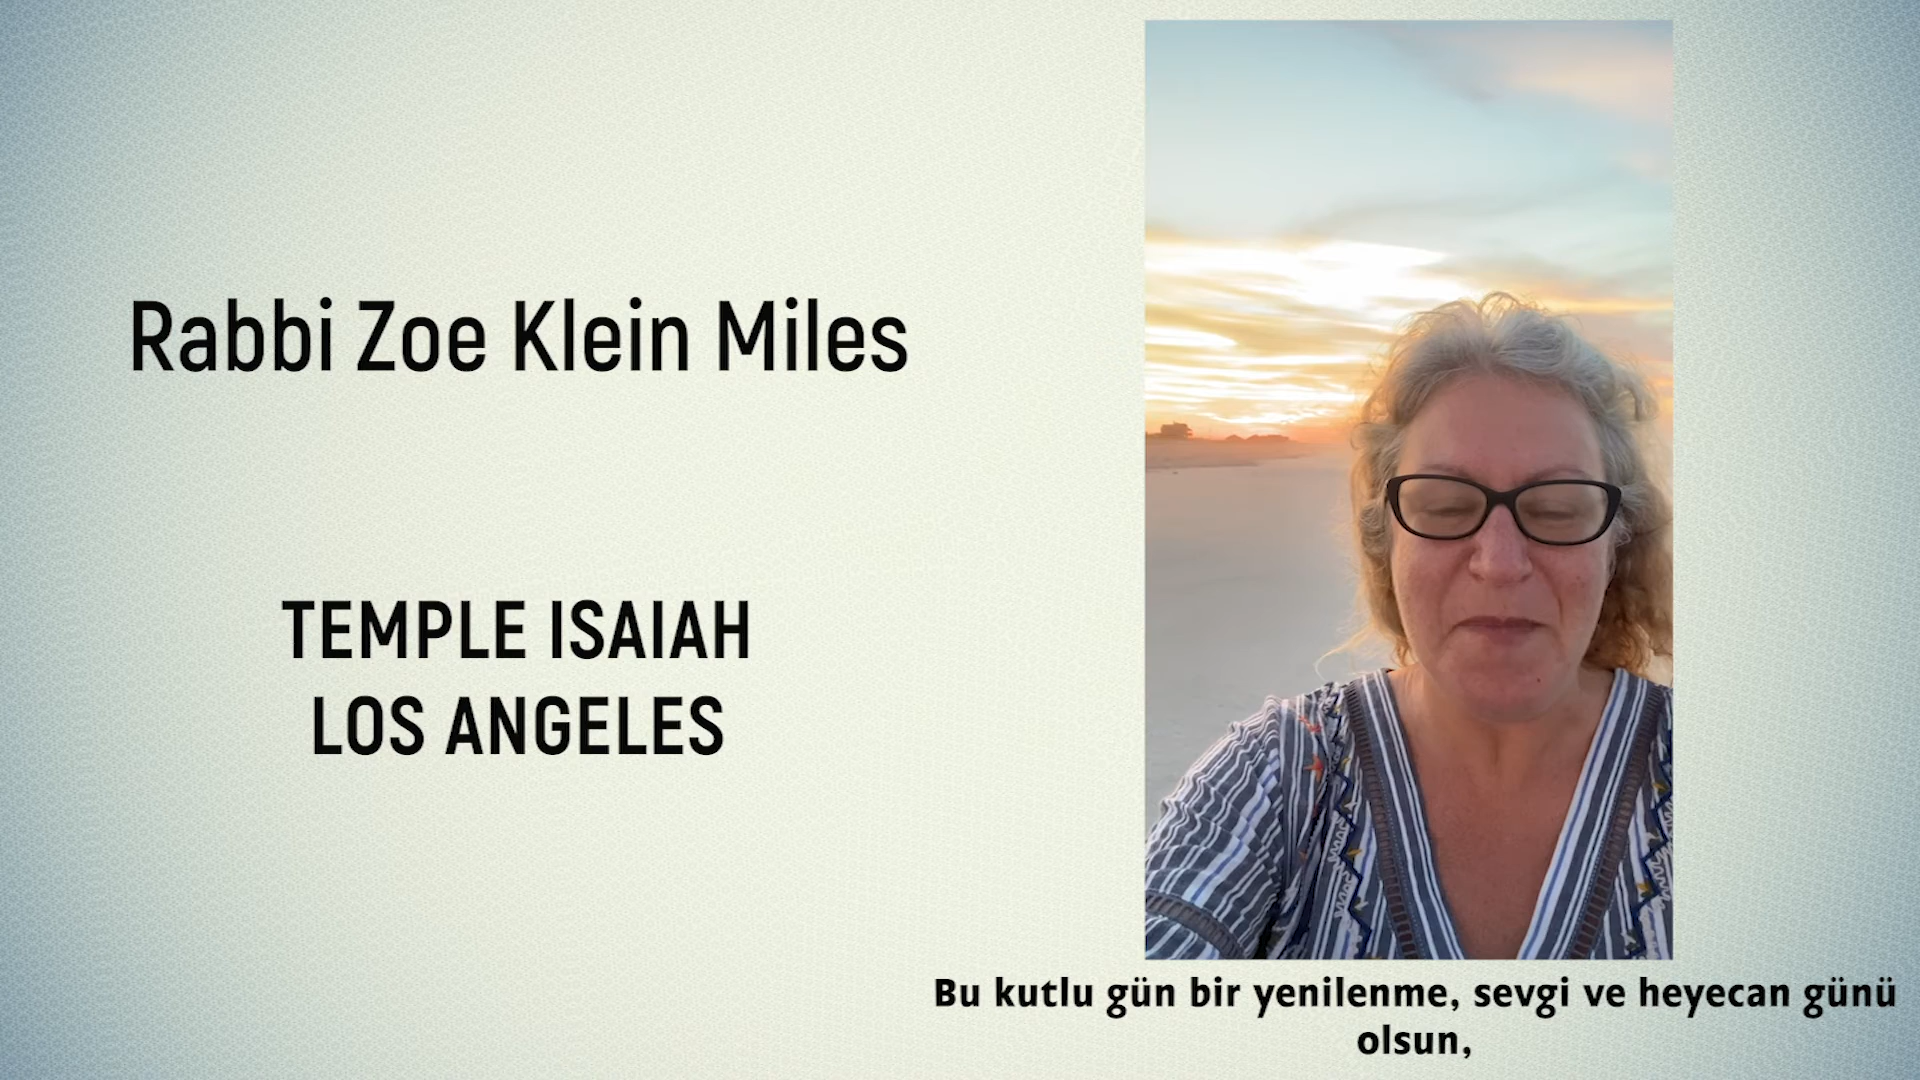 Rabbi Zoe Klein Miles
TEMPLE ISAIAH
LOS ANGELES
Bu kutlu gün bir yenilenme, sevgi ve heyecan günü
olsun,